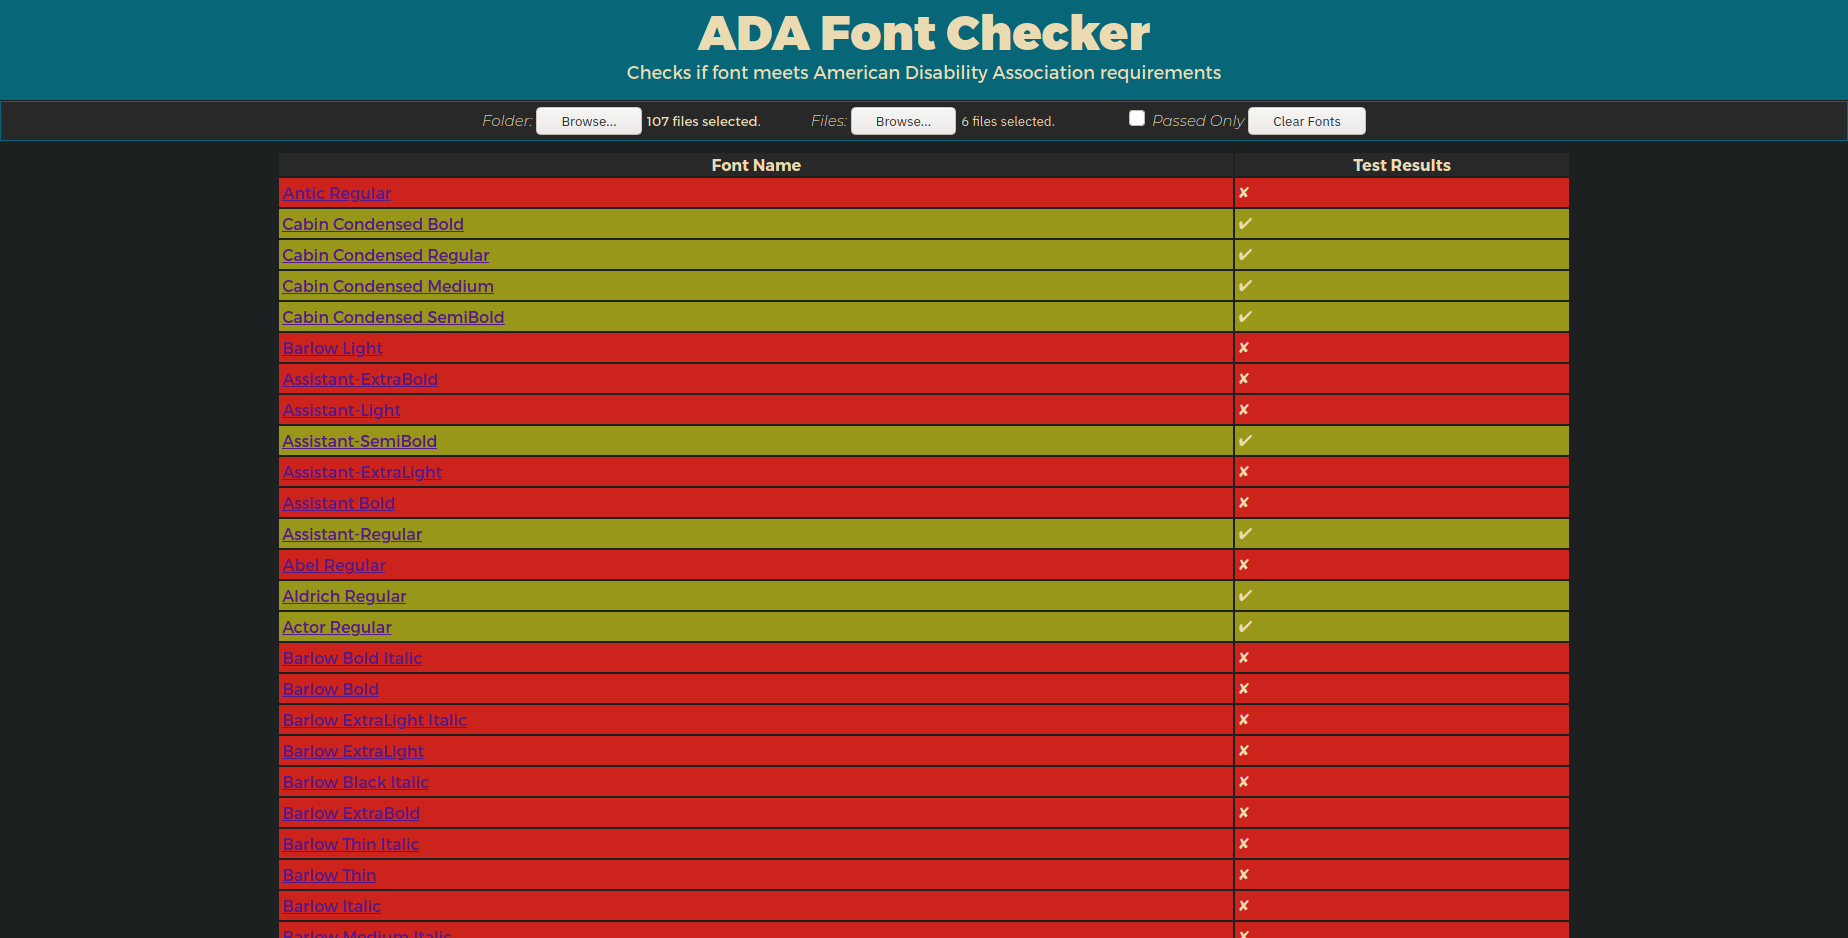 ADA Font Checker
Checks if font meets American Disability Association requirements
Folder: Browse... 107 files selected. Files: Browse... 6 files selected. Passed Only Clear Fonts
Font Name Test Results
Antic Regular ✘
Cabin Condensed Bold ✔
Cabin Condensed Regular ✔
Cabin Condensed Medium ✔
Cabin Condensed SemiBold ✔
Barlow Light ✘
Assistant-ExtraBold ✘
Assistant-Light ✘
Assistant-SemiBold ✔
Assistant-ExtraLight ✘
Assistant Bold ✘
Assistant-Regular ✔
Abel Regular ✘
Aldrich Regular ✔
Actor Regular ✔
Barlow Bold Italic ✘
Barlow Bold ✘
Barlow ExtraLight Italic ✘
Barlow ExtraLight ✘
Barlow Black Italic ✘
Barlow ExtraBold ✘
Barlow Thin Italic ✘
Barlow Thin ✘
Barlow Italic ✘
Barlow Medium Italic ✘